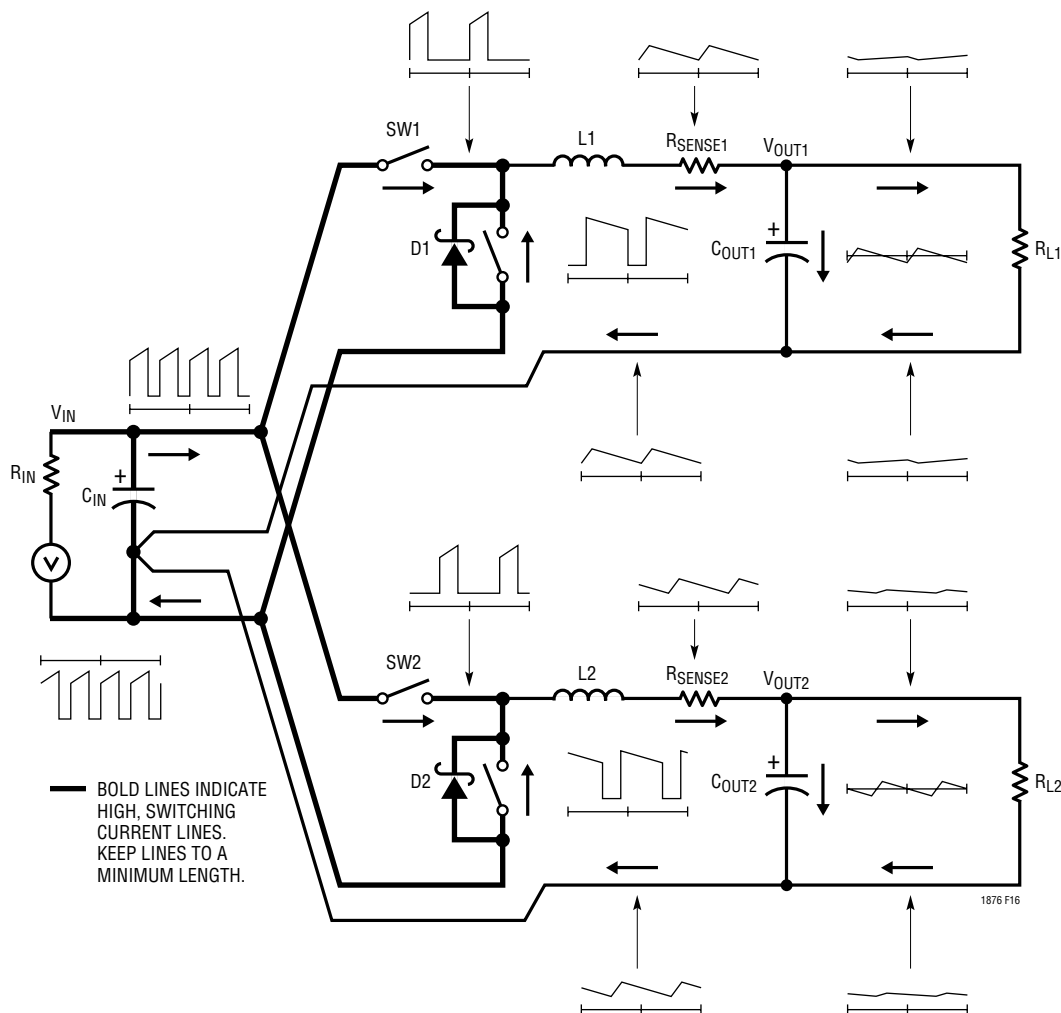 SW1
L1
RSENSE1
VOUT1
D1
COUT1
RL1
VIN
RIN
CIN
+
+
V
SW2
L2
RSENSE2
VOUT2
D2
COUT2
+
RL2
BOLD LINES INDICATE
HIGH, SWITCHING
CURRENT LINES.
KEEP LINES TO A
MINIMUM LENGTH.
1876 F16